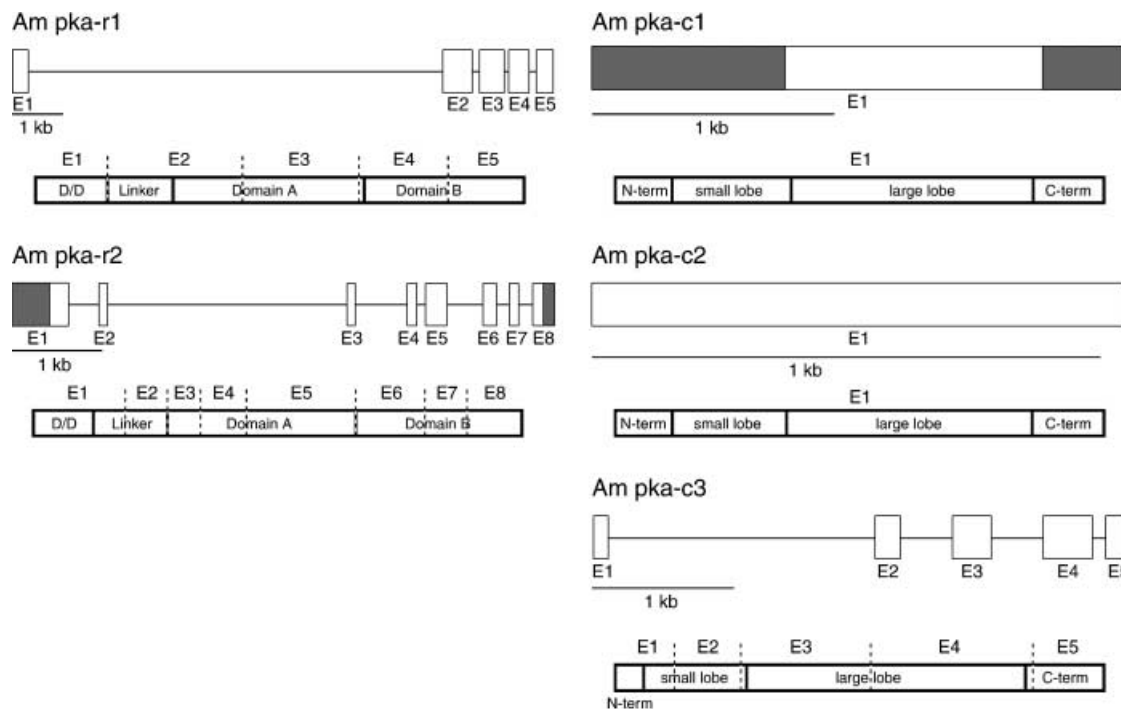 Am pka-r1
E1 E2 E3 E4 E5
1 kb
E1 E2 E3 E4 E5
D/D Linker Domain A Domain B
Am pka-r2
E1 E2 E3 E4 E5 E6 E7 E8
1 kb
E1 E2 E3 E4 E5 E6 E7 E8
D/D Linker Domain A Domain B
Am pka-c1
E1
1 kb
E1
N-term small lobe large lobe C-term
Am pka-c2
E1
1 kb
E1
N-term small lobe large lobe C-term
Am pka-c3
E1 E2 E3 E4
1 kb
E1 E2 E3 E4 E5
small lobe large lobe C-term
N-term